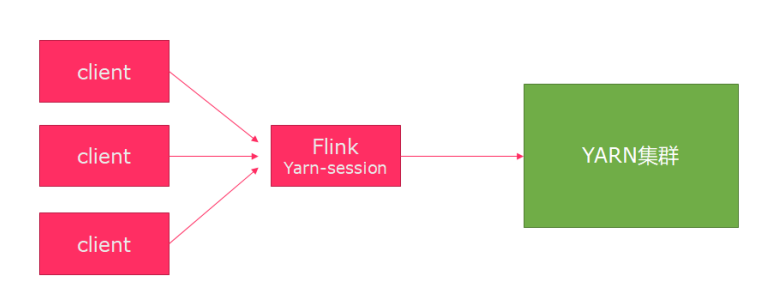 client
client
client
Flink
Yarn-session
YARN集群